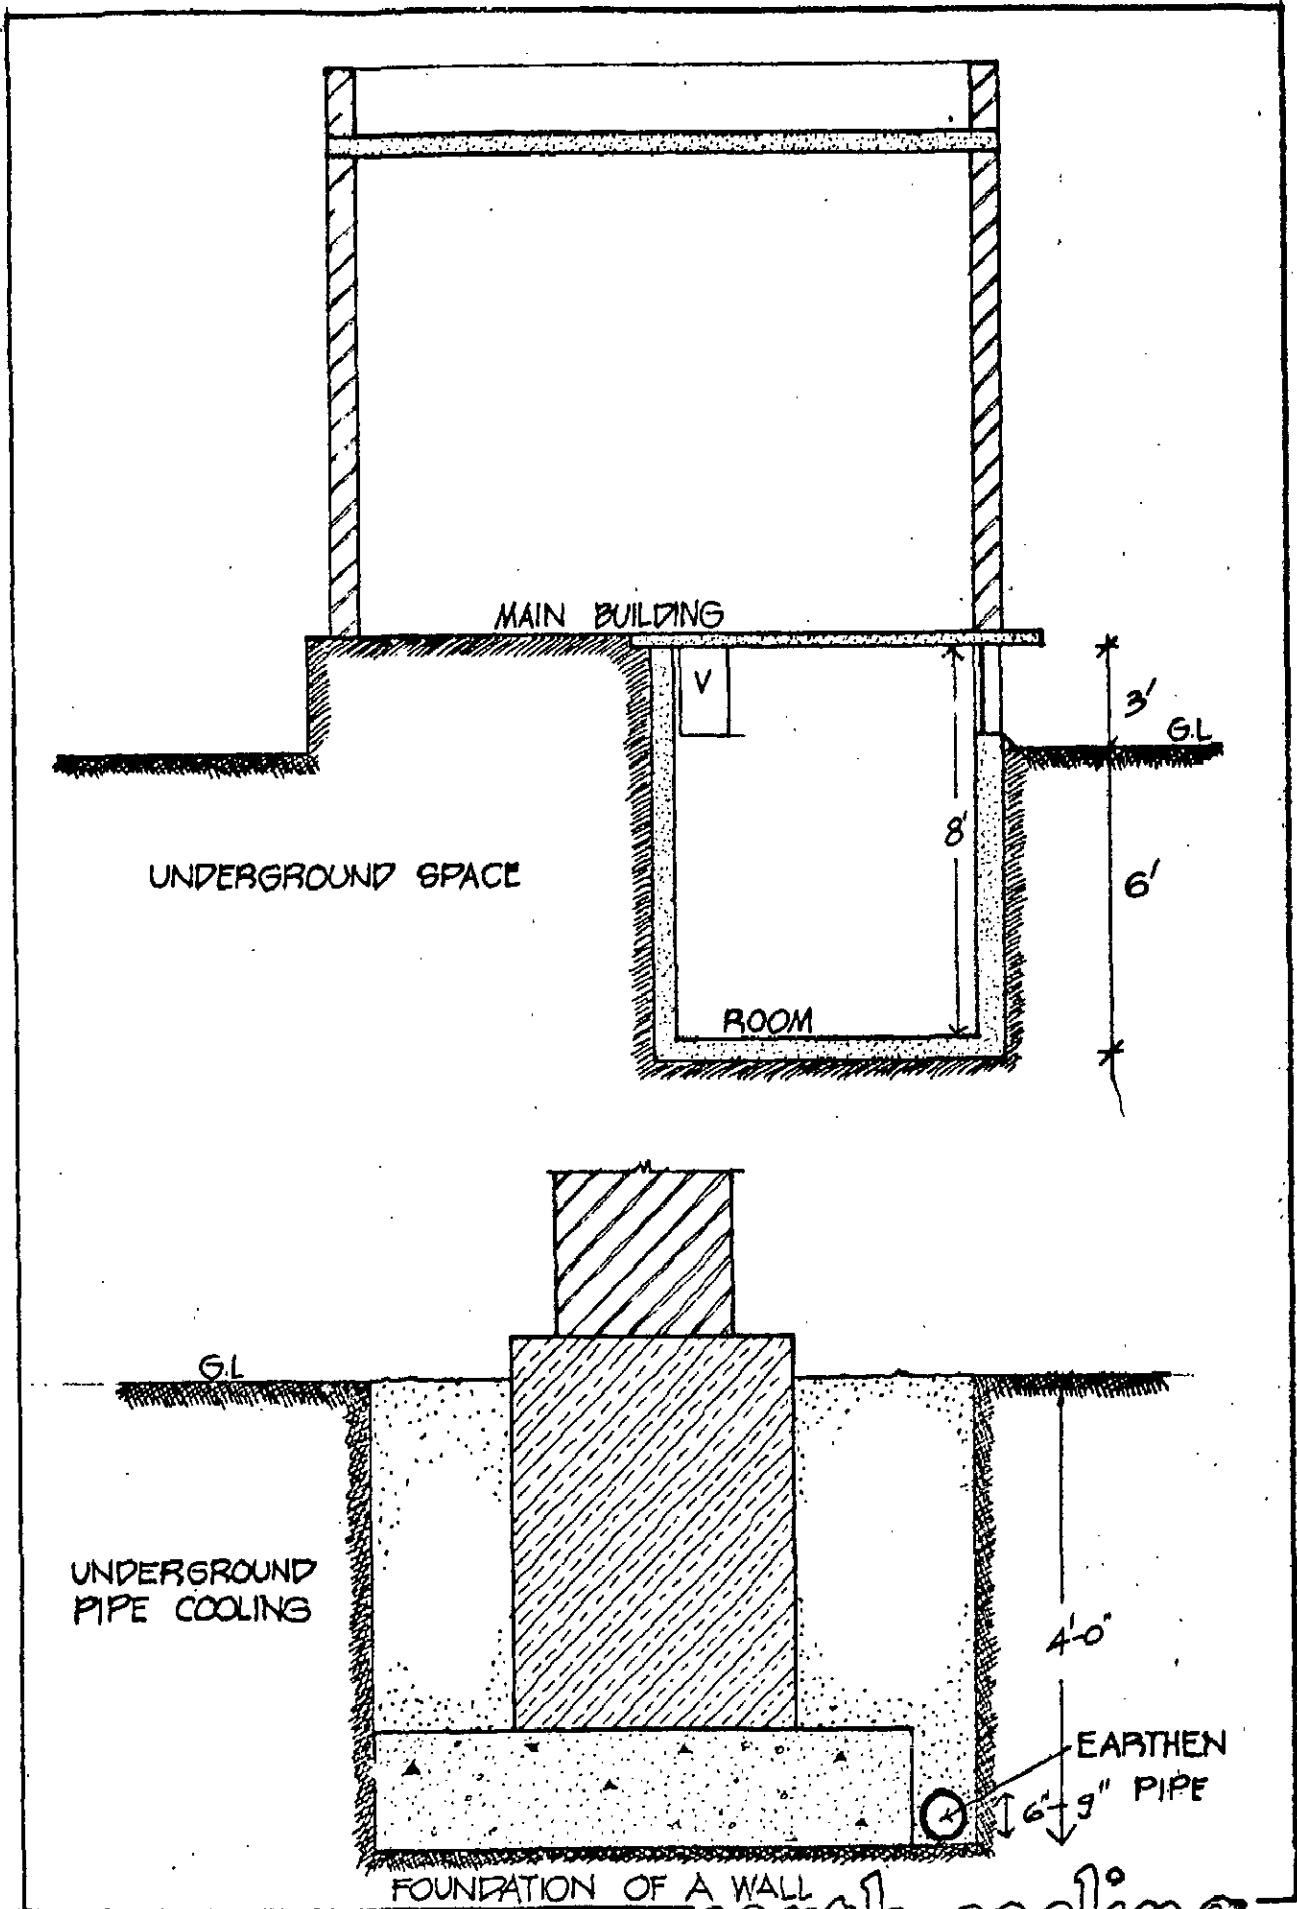 MAIN BUILDING
V
3'
G.L
8'
UNDERGROUND SPACE
6'
ROOM
G.L
UNDERGROUND
PIPE COOLING
4'-0"
EARTHEN
PIPE
6"-9"
FOUNDATION OF A WALL
cooling